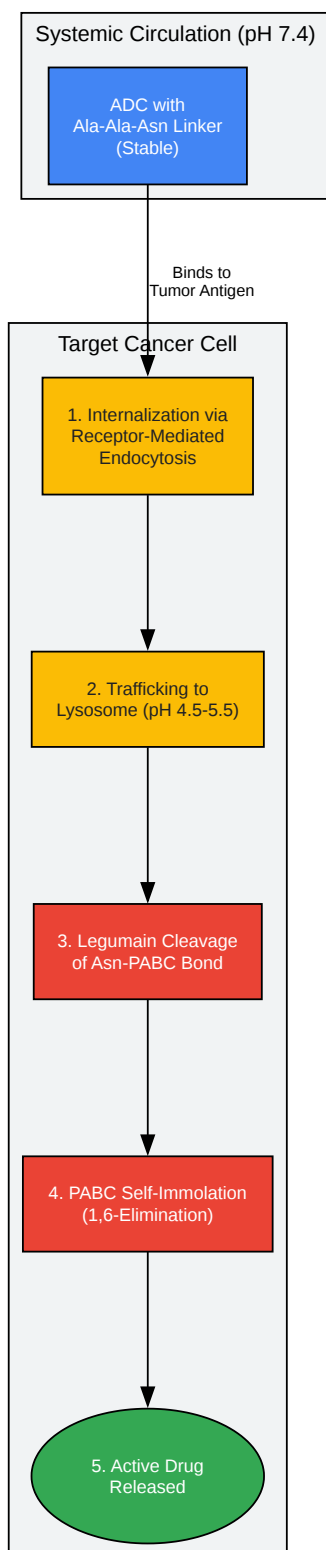 Systemic Circulation (pH 7.4)
ADC with
Ala-Ala-Asn Linker
(Stable)
Binds to
Tumor Antigen
Target Cancer Cell
1. Internalization via
Receptor-Mediated
Endocytosis
2. Trafficking to
Lysosome (pH 4.5-5.5)
3. Legumain Cleavage
of Asn-PABC Bond
4. PABC Self-Immolation
(1,6-Elimination)
5. Active Drug
Released